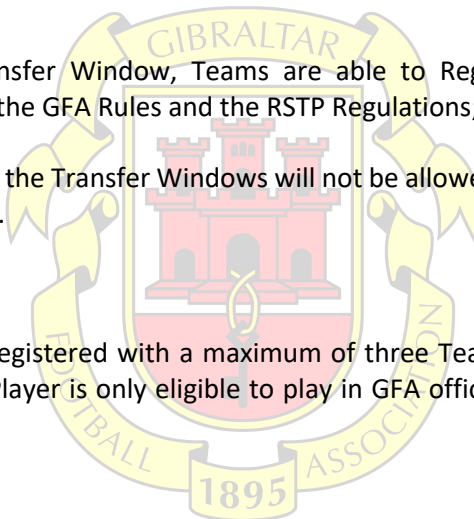 GIBRALTAR
nsfer Window, Teams are able to Reg
the GFA Rules and the RSTP Regulations,
the Transfer Windows will not be allowe
.
egistered with a maximum of three Tea
Player is only eligible to play in GFA offic
FOOTBALL ASSOCIATION
1895